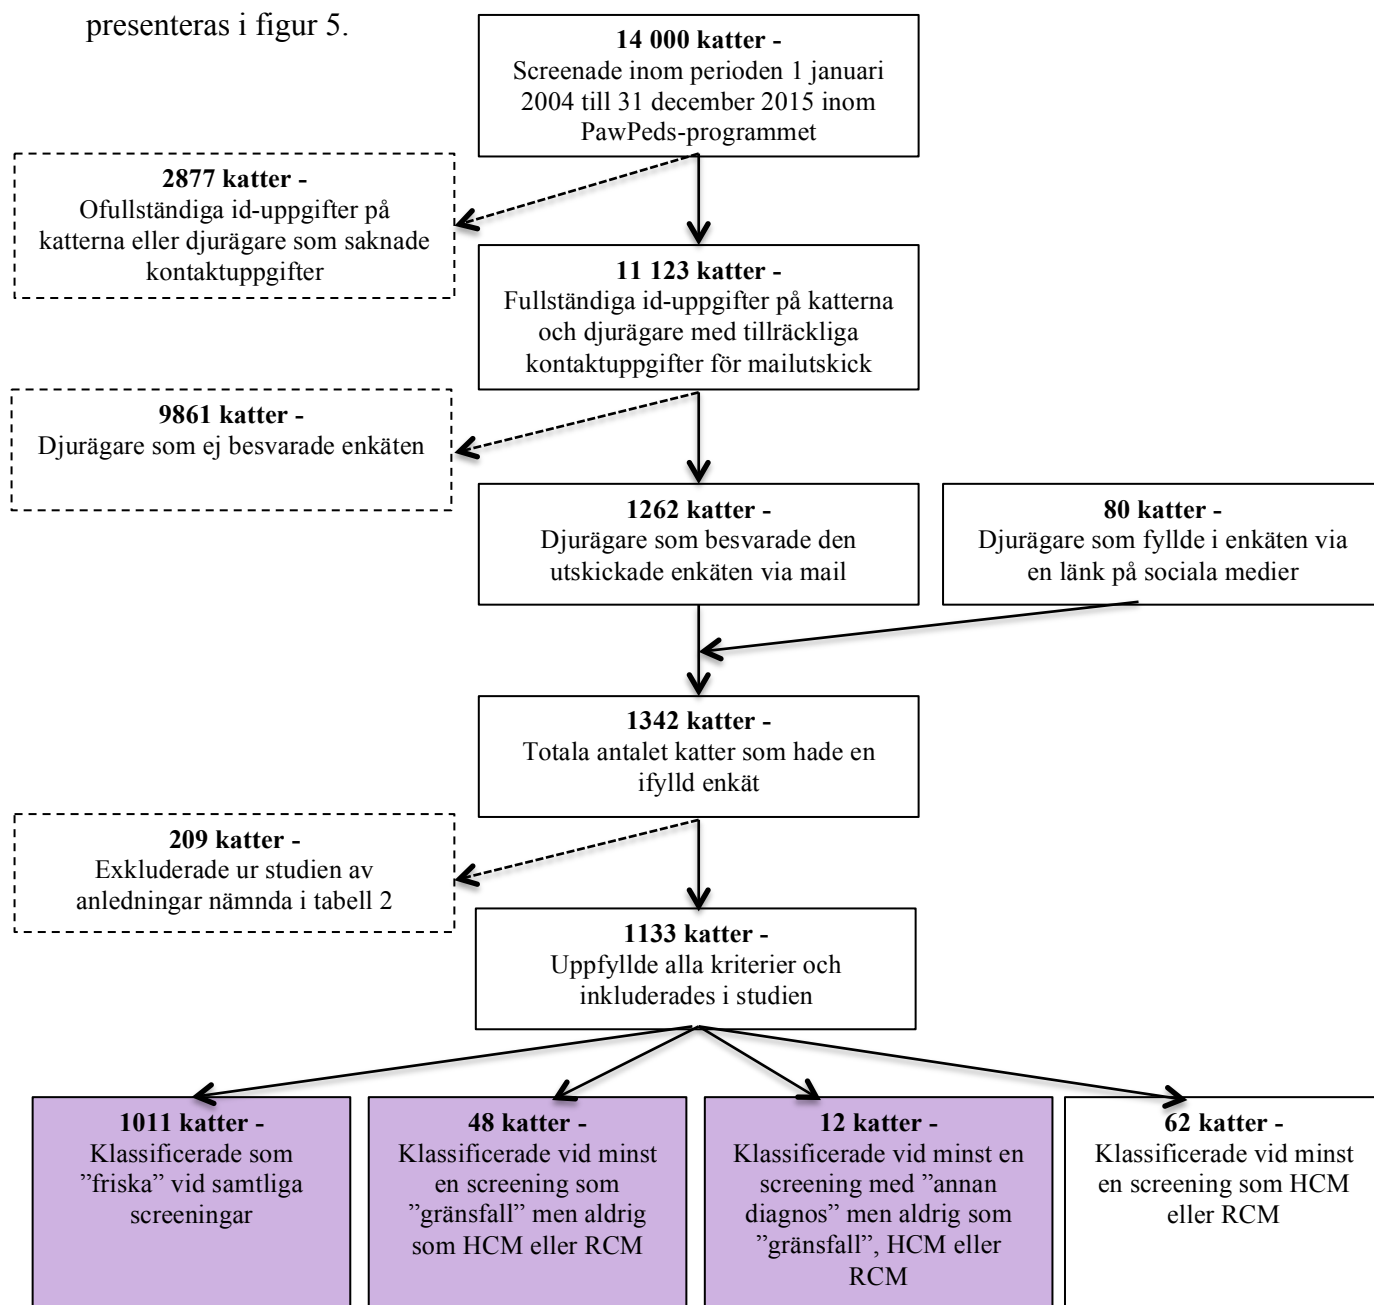 presenteras i figur 5.
14 000 katter -
Screenade inom perioden 1 januari
2004 till 31 december 2015 inom
PawPeds-programmet
2877 katter -
Ofullständiga id-uppgifter på
katterna eller djurägare som saknade
kontaktuppgifter
11 123 katter -
Fullständiga id-uppgifter på katterna
och djurägare med tillräckliga
kontaktuppgifter för mailutskick
9861 katter -
Djurägare som ej besvarade enkäten
1262 katter -
Djurägare som besvarade den
utskickade enkäten via mail
80 katter -
Djurägare som fyllde i enkäten via
en länk på sociala medier
1342 katter -
Totala antalet katter som hade en
ifylld enkät
209 katter -
Exkluderade ur studien av
anledningar nämnda i tabell 2
1133 katter -
Uppfyllde alla kriterier och
inkluderades i studien
1011 katter -
Klassificerade som
”friska” vid samtliga
screeningar
48 katter -
Klassificerade vid minst
en screening som
”gränsfall” men aldrig
som HCM eller RCM
12 katter -
Klassificerade vid minst en
screening med ”annan
diagnos” men aldrig som
”gränsfall”, HCM eller
RCM
62 katter -
Klassificerade vid minst
en screening som HCM
eller RCM